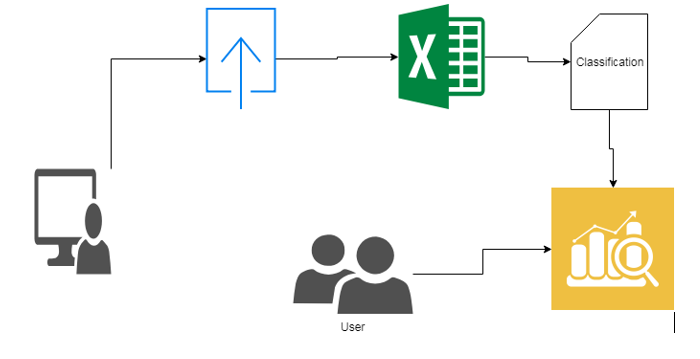 X
Classification
User